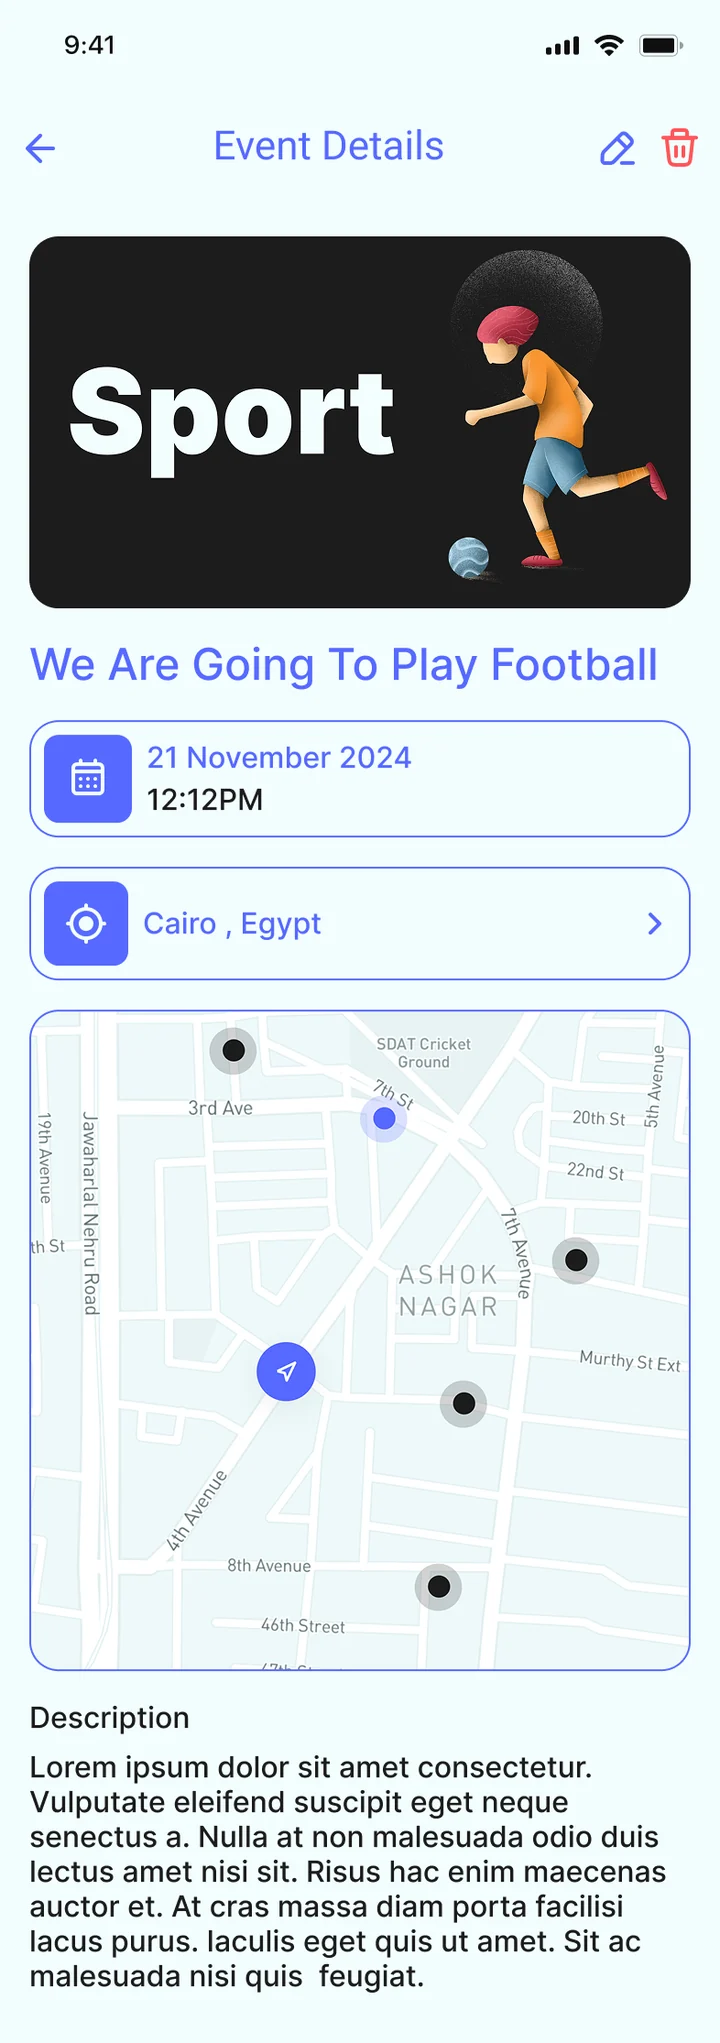 9:41
Event Details
Sport
We Are Going To Play Football
21 November 2024
12:12PM
Cairo , Egypt
SDAT Cricket
Ground
7th St
3rd Ave
5th Avenue
20th St
19th Avenue
Jawaharlal Nehru Road
22nd St
7th Avenue
th St
ASHOK
NAGAR
Murthy St Ext
4th Avenue
8th Avenue
46th Street
Description
Lorem ipsum dolor sit amet consectetur.
Vulputate eleifend suscipit eget neque
senectus a. Nulla at non malesuada odio duis
lectus amet nisi sit. Risus hac enim maecenas
auctor et. At cras massa diam porta facilisi
lacus purus. Iaculis eget quis ut amet. Sit ac
malesuada nisi quis  feugiat.